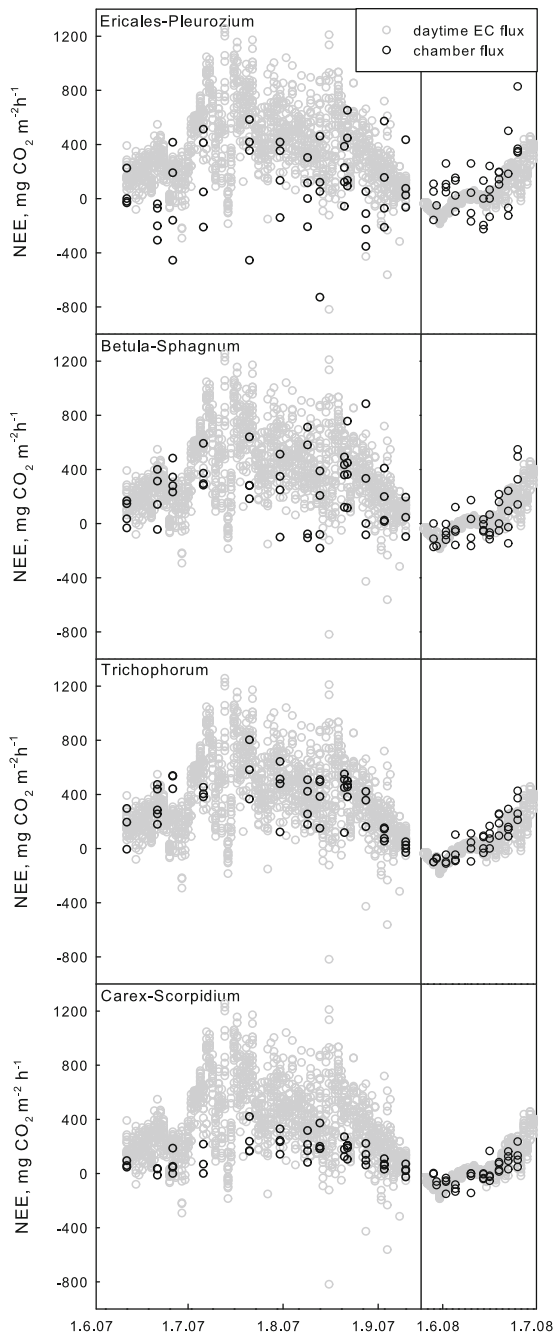 Ericales-Pleurozium
daytime EC flux
chamber flux
1200
800
400
0
-400
-800
NEE, mg CO2 m-2h-1
Betula-Sphagnum
1200
800
400
0
-400
-800
NEE, mg CO2 m-2h-1
Trichophorum
1200
800
400
0
-400
-800
NEE, mg CO2 m-2h-1
Carex-Scorpidium
1200
800
400
0
-400
-800
NEE, mg CO2 m-2 h-1
1.6.07 1.7.07 1.8.07 1.9.07 1.6.08 1.7.08